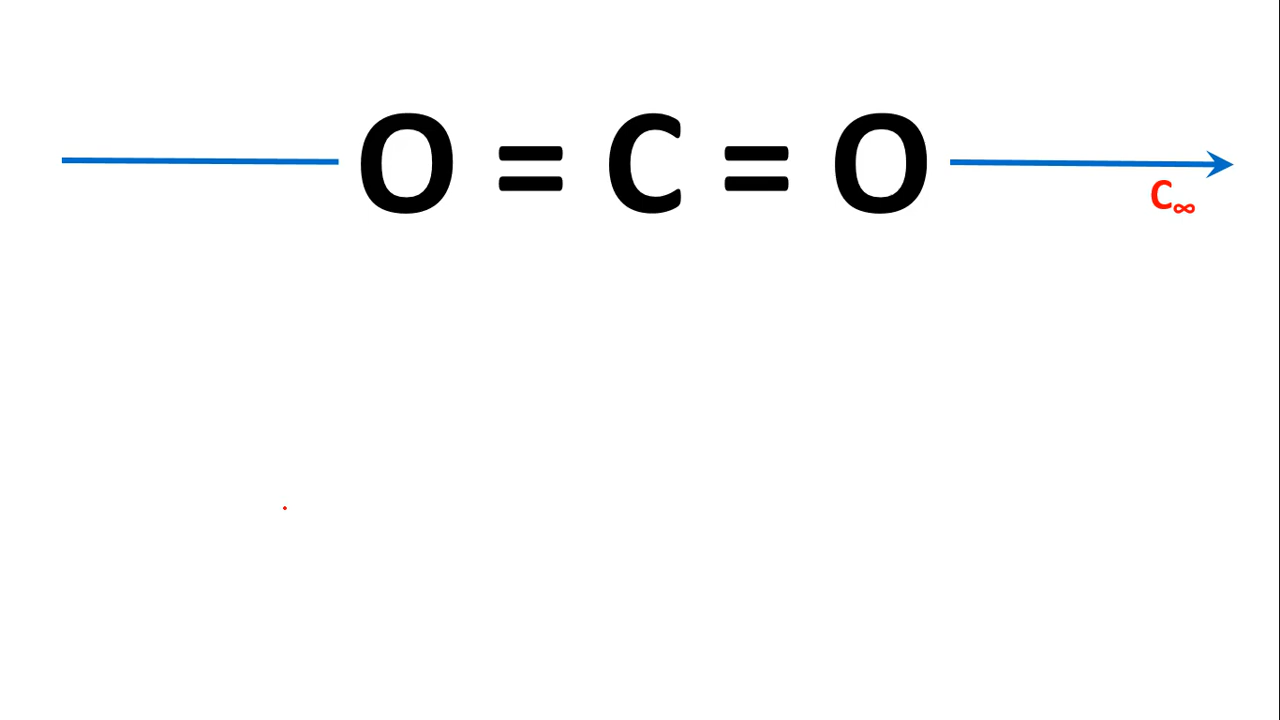 O = C = O
C∞